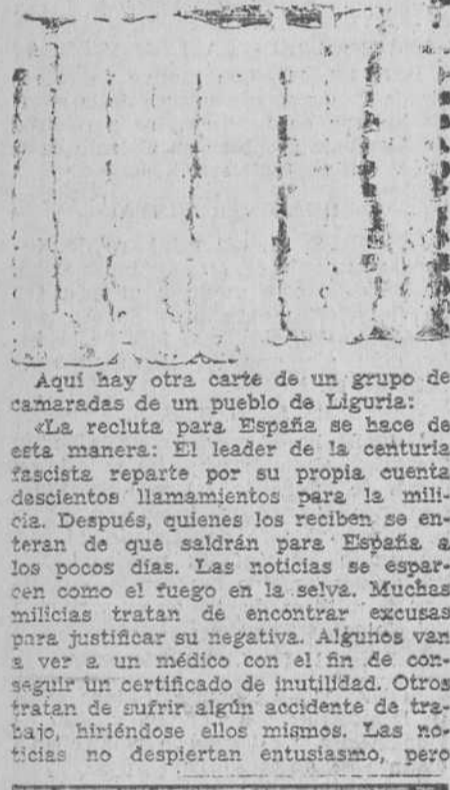 Aquí hay otra carte de un grupo de
camaradas de un pueblo de Liguria:
«La recluta para España se hace de
esta manera: El leader de la centuria
fascista reparte por su propia cuenta
descientos llamamientos para la mili-
cia. Después, quienes los reciben se en-
teran de que saldrán para España a
los pocos días. Las noticias se espar-
cen como el fuego en la selva. Muchas
milicias tratan de encontrar excusas
para justificar su negativa. Algunos van
a ver a un médico con el fin de con-
seguir un certificado de inutilidad. Otros
tratan de sufrir algún accidente de tra-
bajo, hiriéndose ellos mismos. Las no-
ticias no despiertan entusiasmo, pero